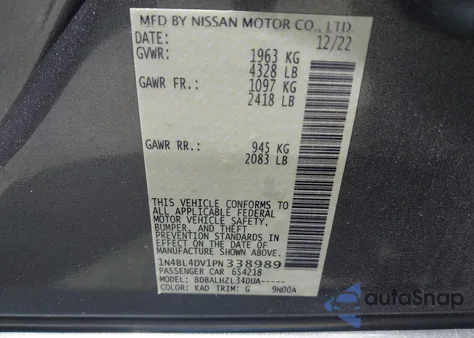 MFD BY NISSAN MOTOR CO., LTD.
DATE: 12/22
GVWR: 1963 KG
4328 LB
GAWR FR.: 1097 KG
2418 LB
GAWR RR.: 945 KG
2083 LB
THIS VEHICLE CONFORMS TO
ALL APPLICABLE FEDERAL
MOTOR VEHICLE SAFETY,
BUMPER, AND THEFT
PREVENTION STANDARDS IN
EFFECT ON THE DATE OF
MANUFACTURE SHOWN ABOVE.
1N4BL4DV1PN338989
PASSENGER CAR 654218
MODEL: BDBALHZL34DUA-----
COLOR: KAD TRIM: G 9N00A
autoSnap